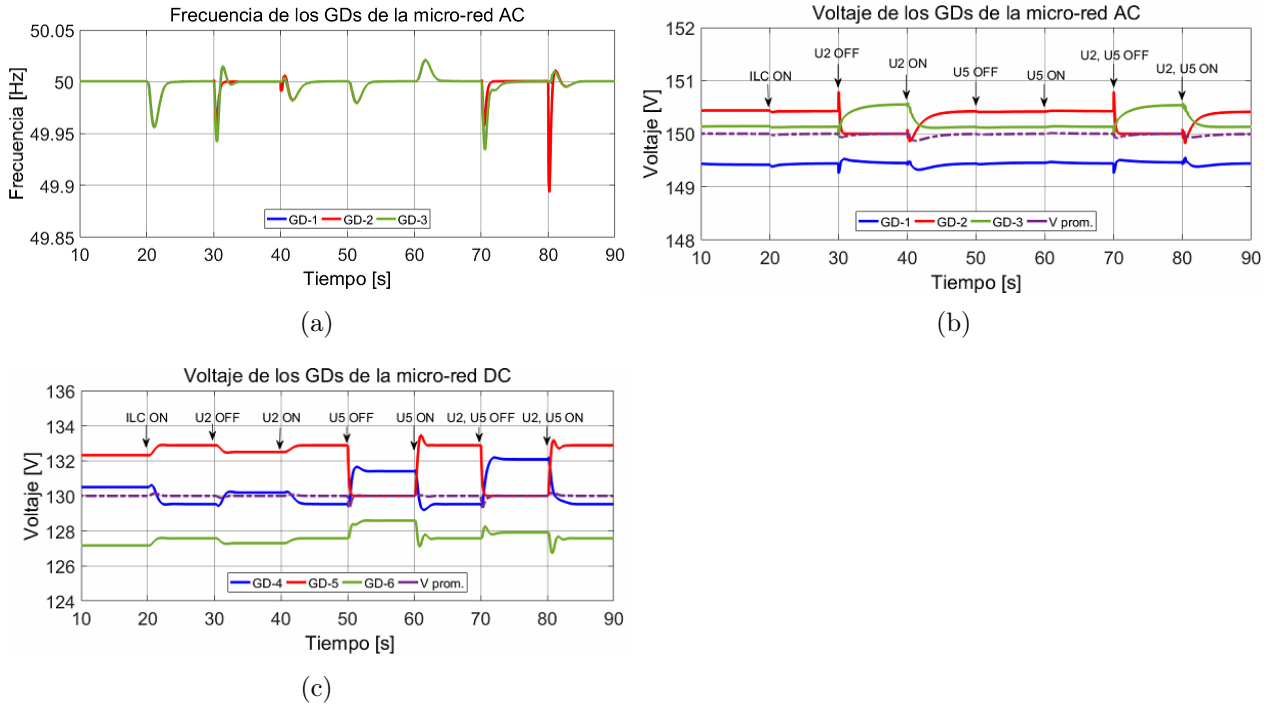 Frecuencia de los GDs de la micro-red AC
50.05
50
49.95
49.9
49.85
Frecuencia [Hz]
GD-1 GD-2 GD-3
10 20 30 40 50 60 70 80 90
Tiempo [s]
(a)
Voltaje de los GDs de la micro-red AC
152
151
150
149
148
Voltaje [V]
ILC ON U2 OFF U2 ON U5 OFF U5 ON U2, U5 OFF U2, U5 ON
GD-1 GD-2 GD-3 V prom.
10 20 30 40 50 60 70 80 90
Tiempo [s]
(b)
Voltaje de los GDs de la micro-red DC
136
134
132
130
128
126
124
Voltaje [V]
ILC ON U2 OFF U2 ON U5 OFF U5 ON U2, U5 OFF U2, U5 ON
GD-4 GD-5 GD-6 V prom.
10 20 30 40 50 60 70 80 90
Tiempo [s]
(c)